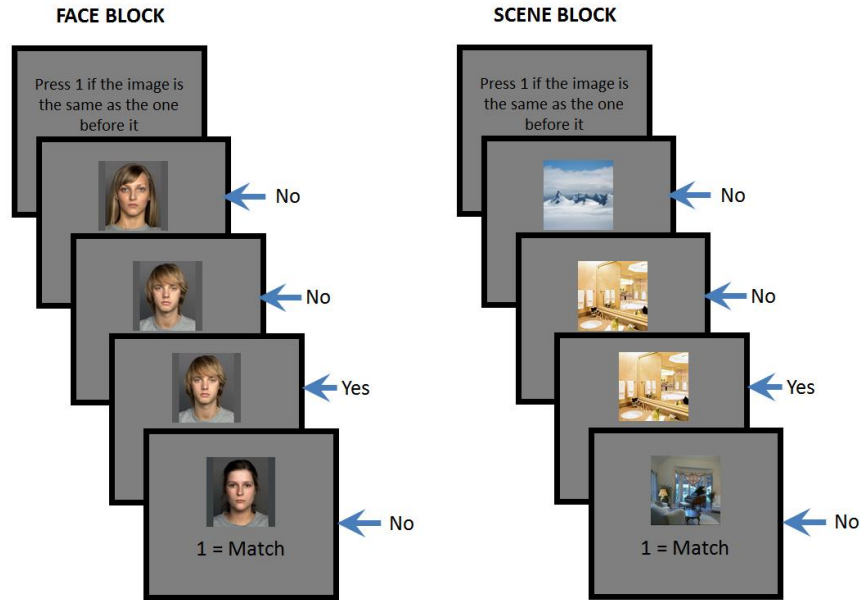 FACE BLOCK
Press 1 if the image is
the same as the one
before it
No
No
Yes
No
1 = Match
SCENE BLOCK
Press 1 if the image is
the same as the one
before it
No
No
Yes
No
1 = Match